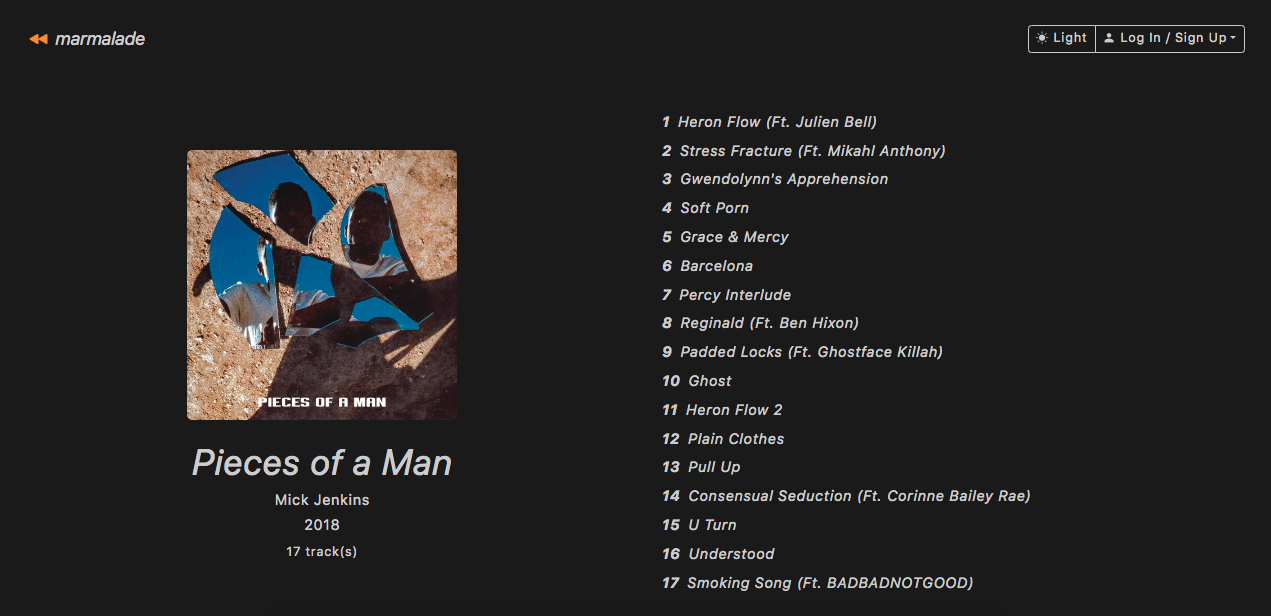 marmalade
Light
Log In / Sign Up
PIECES OF A MAN
Pieces of a Man
Mick Jenkins
2018
17 track(s)
1 Heron Flow (Ft. Julien Bell)
2 Stress Fracture (Ft. Mikahl Anthony)
3 Gwendolynn's Apprehension
4 Soft Porn
5 Grace & Mercy
6 Barcelona
7 Percy Interlude
8 Reginald (Ft. Ben Hixon)
9 Padded Locks (Ft. Ghostface Killah)
10 Ghost
11 Heron Flow 2
12 Plain Clothes
13 Pull Up
14 Consensual Seduction (Ft. Corinne Bailey Rae)
15 U Turn
16 Understood
17 Smoking Song (Ft. BADBADNOTGOOD)